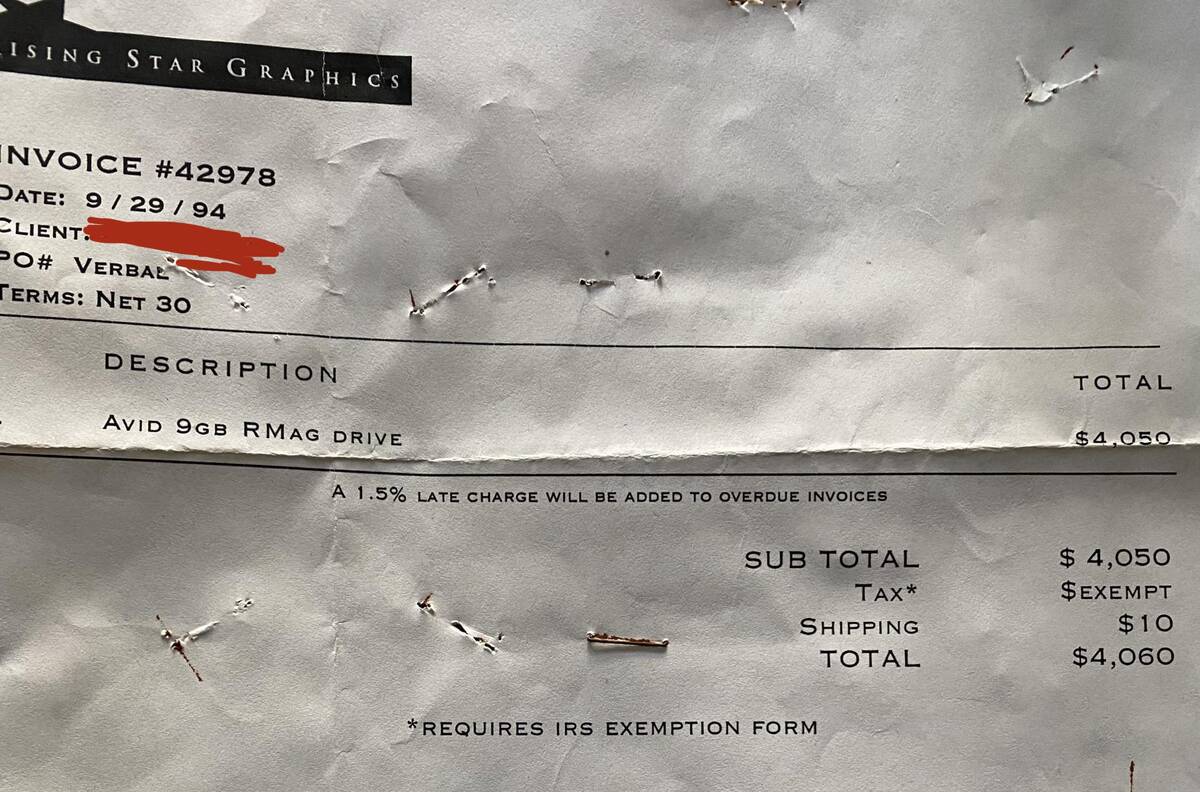 ISING STAR GRAPHICS
INVOICE #42978
DATE: 9 / 29 / 94
CLIENT:
PO# VERBAL
TERMS: NET 30
DESCRIPTION TOTAL
AVID 9GB RMAG DRIVE $4,050
A 1.5% LATE CHARGE WILL BE ADDED TO OVERDUE INVOICES
SUB TOTAL $ 4,050
TAX* $EXEMPT
SHIPPING $10
TOTAL $4,060
*REQUIRES IRS EXEMPTION FORM